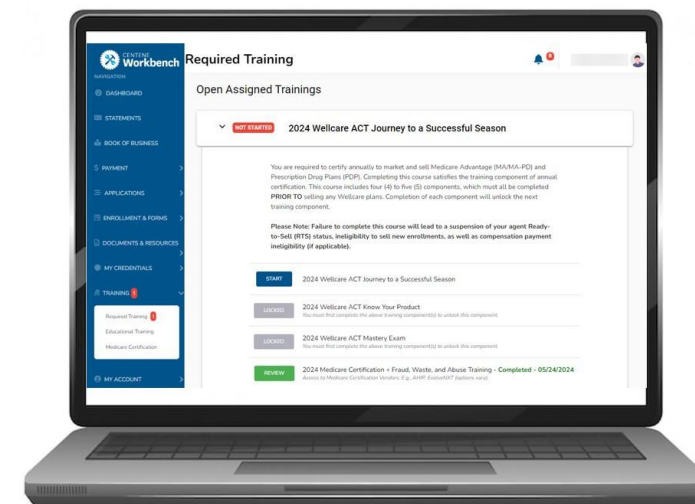 CENTENE
Workbench
Required Training
NAVIGATION
DASHBOARD
STATEMENTS
BOOK OF BUSINESS
PAYMENT
APPLICATIONS
ENROLLMENT & FORMS
DOCUMENTS & RESOURCES
MY CREDENTIALS
TRAINING
Required Training
Educational Training
Medicare Certification
MY ACCOUNT
Open Assigned Trainings
NOT STARTED 2024 Wellcare ACT Journey to a Successful Season
You are required to certify annually to market and sell Medicare Advantage (MA/MA-PD) and
Prescription Drug Plans (PDP). Completing this course satisfies the training component of annual
certification. This course includes four (4) to five (5) components, which must all be completed
PRIOR TO selling any Wellcare plans. Completion of each component will unlock the next
training component.
Please Note: Failure to complete this course will lead to a suspension of your agent Ready-
to-Sell (RTS) status, ineligibility to sell new enrollments, as well as compensation payment
ineligibility (if applicable).
START 2024 Wellcare ACT Journey to a Successful Season
LOCKED 2024 Wellcare ACT Know Your Product
You must first complete the above training component(s) to unlock this component.
LOCKED 2024 Wellcare ACT Mastery Exam
You must first complete the above training component(s) to unlock this component.
REVIEW 2024 Medicare Certification + Fraud, Waste, and Abuse Training - Completed - 05/24/2024
Access to Medicare Certification Vendors: E.g., AHIP, EvolveNXT (options vary).